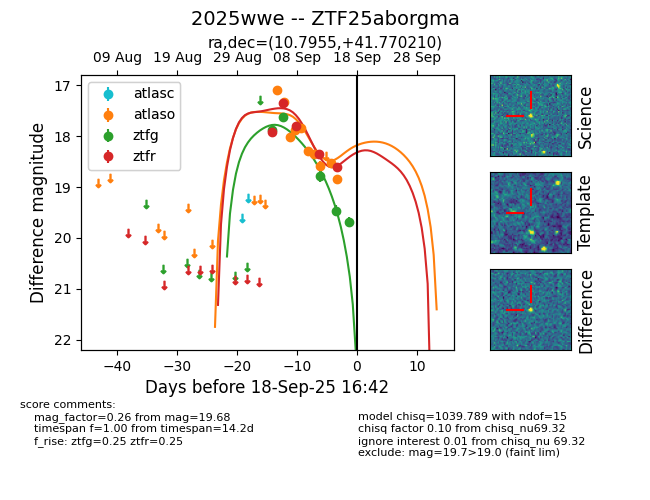 2025wwe -- ZTF25aborgma
ra,dec=(10.7955,+41.770210)
09 Aug 19 Aug 29 Aug 08 Sep 18 Sep 28 Sep
atlasc
atlaso
ztfg
ztfr
17
18
19
20
21
22
Difference magnitude
−40 −30 −20 −10 0 10
Days before 18-Sep-25 16:42
Science
Template
Difference
score comments:
mag_factor=0.26 from mag=19.68
timespan f=1.00 from timespan=14.2d
f_rise: ztfg=0.25 ztfr=0.25
model chisq=1039.789 with ndof=15
chisq factor 0.10 from chisq_nu69.32
ignore interest 0.01 from chisq_nu 69.32
exclude: mag=19.7>19.0 (faint lim)